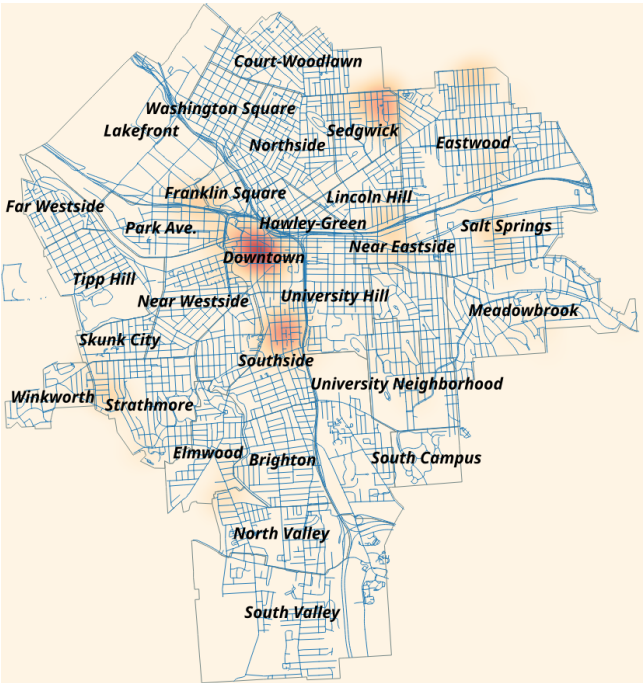 Court-Woodlawn
Washington Square
Lakefront
Sedgwick
Northside
Eastwood
Franklin Square
Lincoln Hill
Far Westside
Hawley-Green
Park Ave.
Salt Springs
Near Eastside
Downtown
Tipp Hill
University Hill
Near Westside
Meadowbrook
Skunk City
Southside
University Neighborhood
Winkworth
Strathmore
Elmwood
South Campus
Brighton
North Valley
South Valley